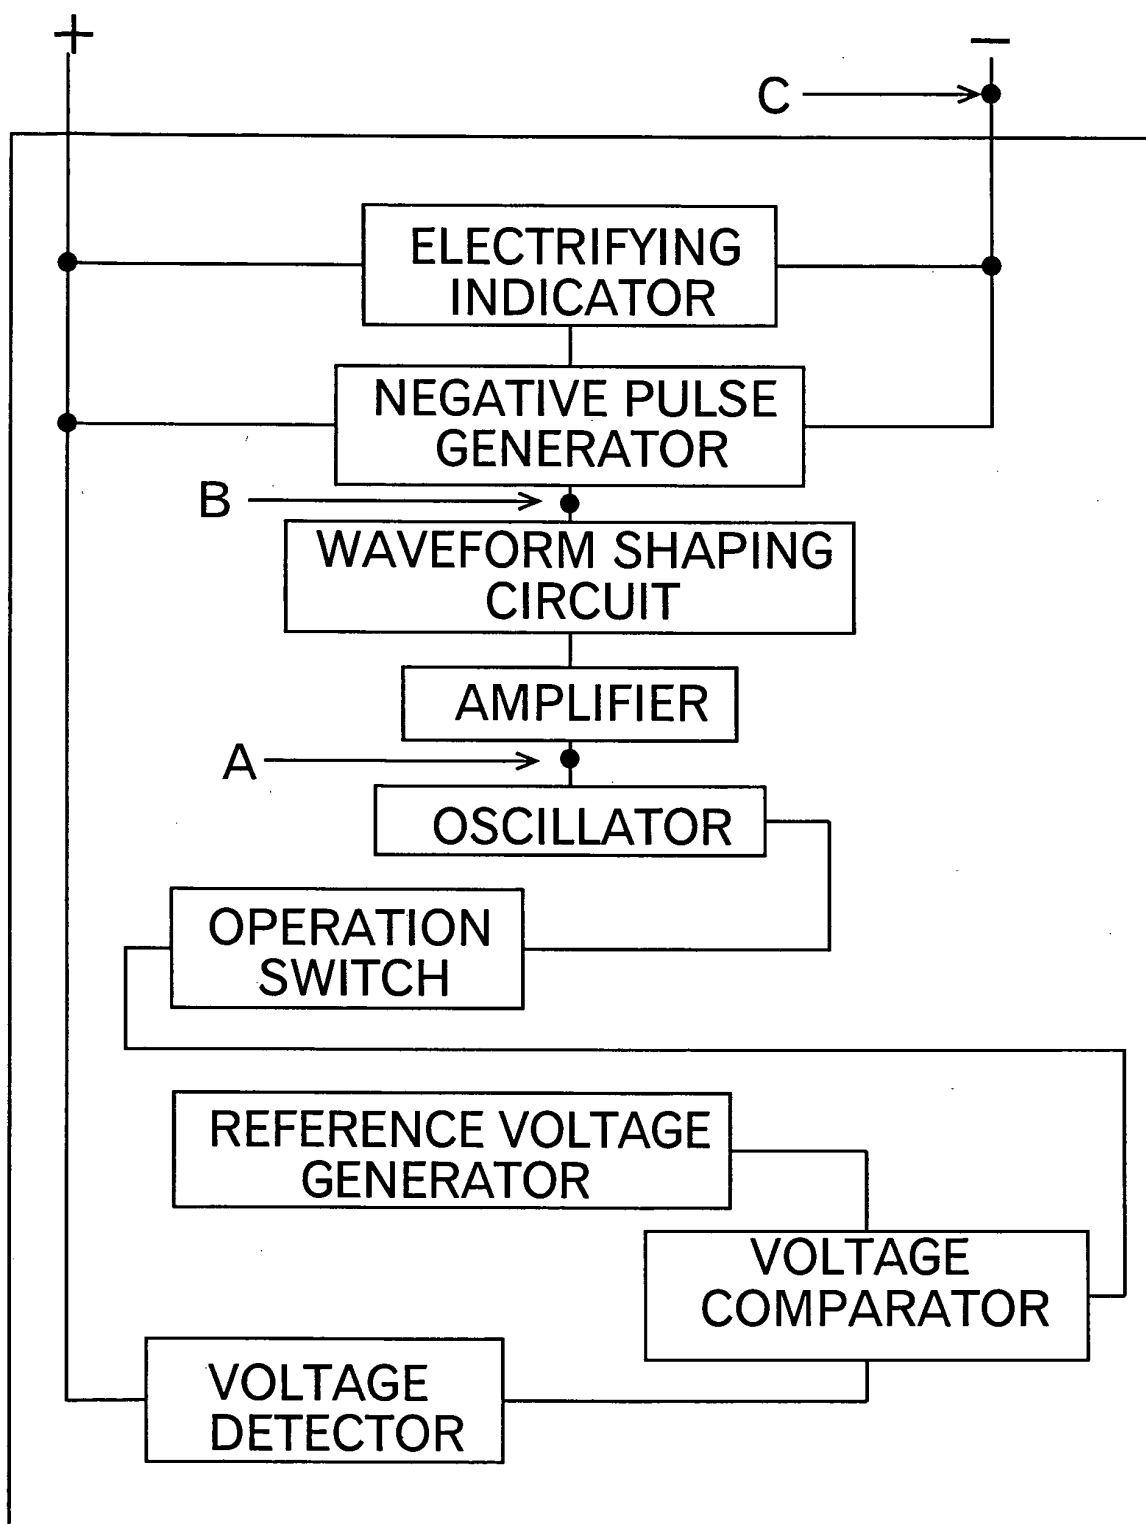 +
−
C
ELECTRIFYING
INDICATOR
NEGATIVE PULSE
GENERATOR
B
WAVEFORM SHAPING
CIRCUIT
AMPLIFIER
A
OSCILLATOR
OPERATION
SWITCH
REFERENCE VOLTAGE
GENERATOR
VOLTAGE
COMPARATOR
VOLTAGE
DETECTOR